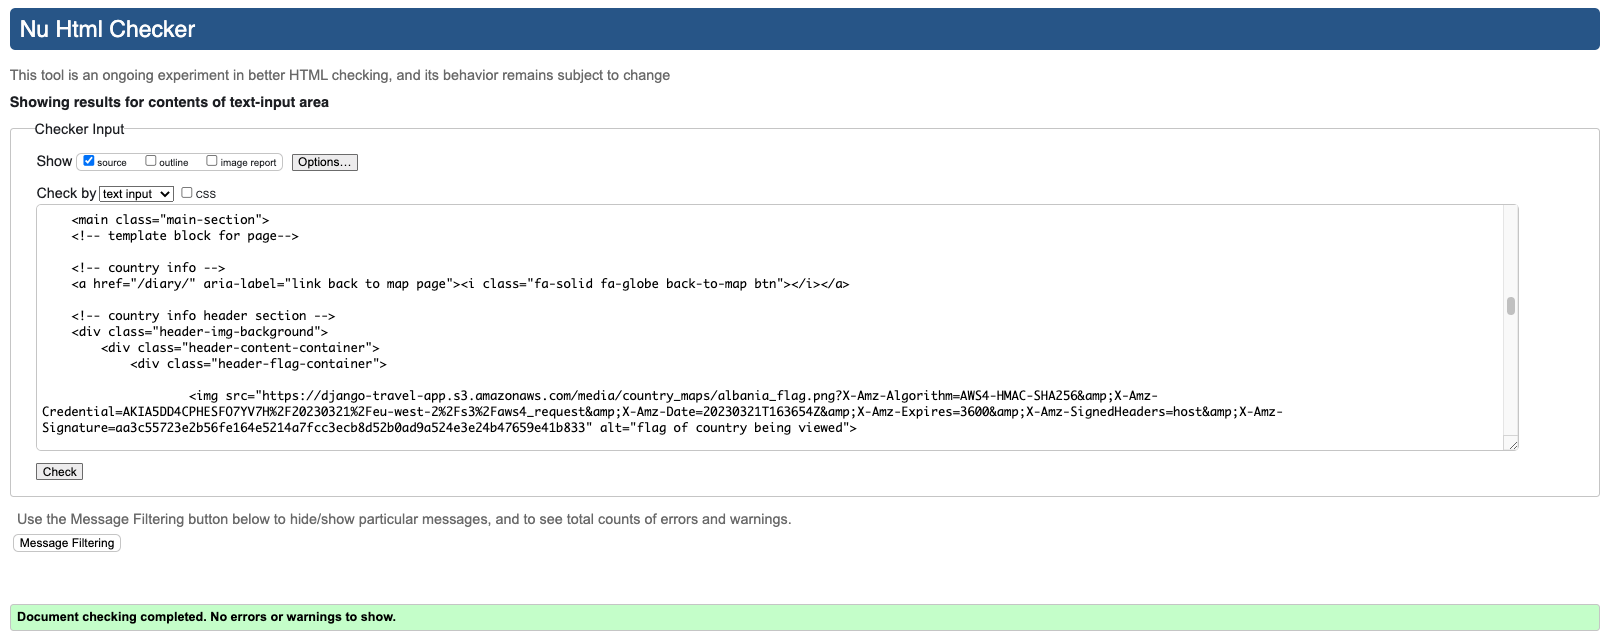 Nu Html Checker
This tool is an ongoing experiment in better HTML checking, and its behavior remains subject to change
Showing results for contents of text-input area
Checker Input
Show source outline image report Options...
Check by text input CSS
<main class="main-section">
<!-- template block for page-->
<!-- country info -->
<a href="/diary/" aria-label="link back to map page"><i class="fa-solid fa-globe back-to-map btn"></i></a>
<!-- country info header section -->
<div class="header-img-background">
<div class="header-content-container">
<div class="header-flag-container">
<img src="https://django-travel-app.s3.amazonaws.com/media/country_maps/albania_flag.png?X-Amz-Algorithm=AWS4-HMAC-SHA256&amp;X-Amz-
Credential=AKIA5DD4CPHESFO7YV7H%2F20230321%2Feu-west-2%2Fs3%2Faws4_request&amp;X-Amz-Date=20230321T163654Z&amp;X-Amz-Expires=3600&amp;X-Amz-SignedHeaders=host&amp;X-Amz-
Signature=aa3c55723e2b56fe164e5214a7fcc3ecb8d52b0ad9a524e3e24b47659e41b833" alt="flag of country being viewed">
Check
Use the Message Filtering button below to hide/show particular messages, and to see total counts of errors and warnings.
Message Filtering
Document checking completed. No errors or warnings to show.